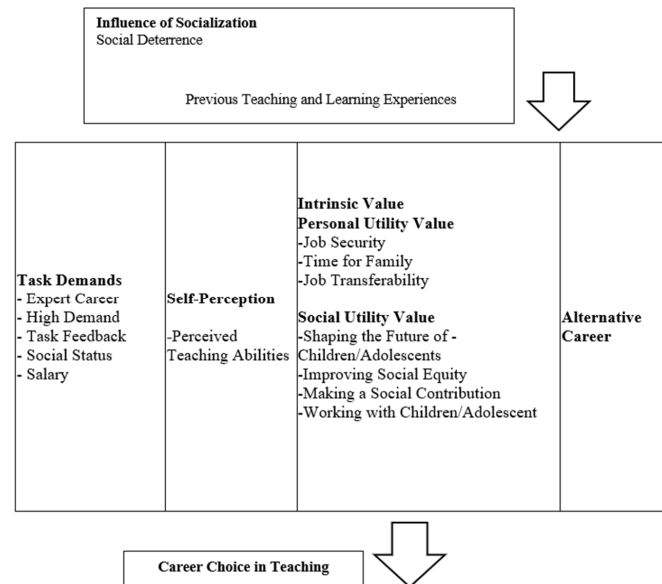 Influence of Socialization
Social Deterrence
Previous Teaching and Learning Experiences
Task Demands
- Expert Career
- High Demand
- Task Feedback
- Social Status
- Salary
Self-Perception
-Perceived
Teaching Abilities
Intrinsic Value
Personal Utility Value
-Job Security
-Time for Family
-Job Transferability
Social Utility Value
-Shaping the Future of -
Children/Adolescents
-Improving Social Equity
-Making a Social Contribution
-Working with Children/Adolescent
Alternative
Career
Career Choice in Teaching